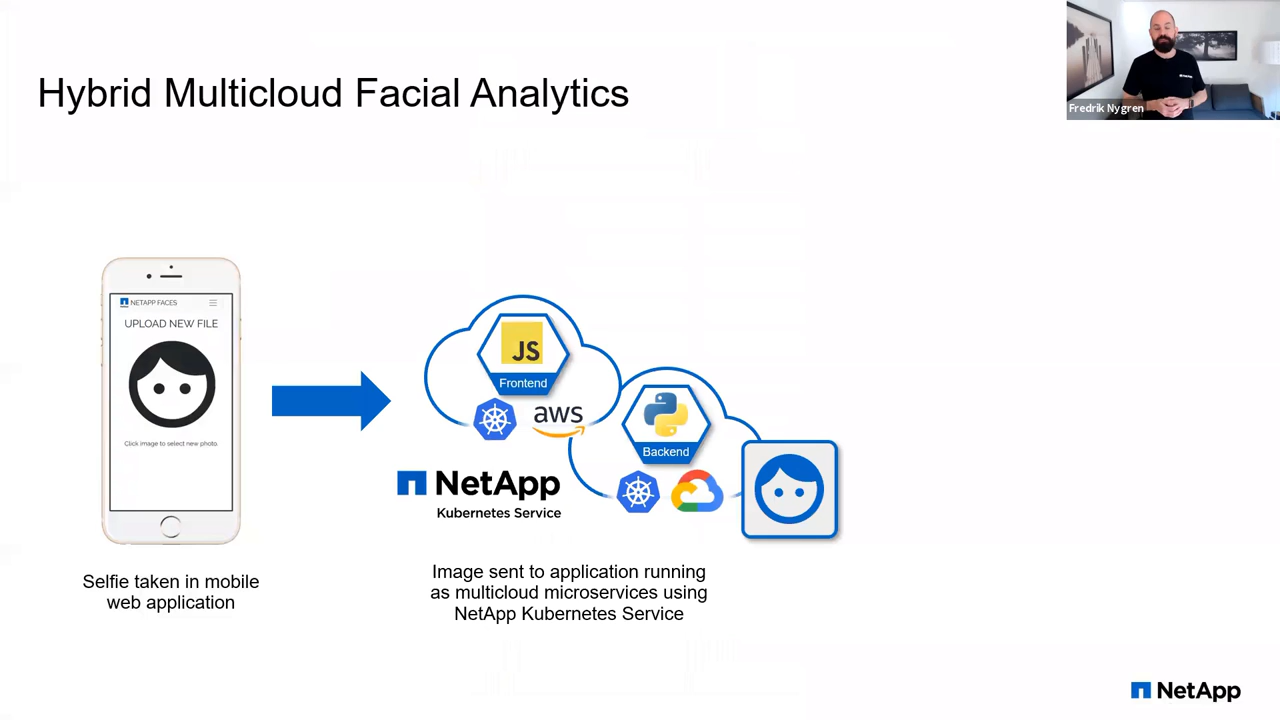 Hybrid Multicloud Facial Analytics
Fredrik Nygren
NETAPP FACES
UPLOAD NEW FILE
Click image to select new photo.
Selfie taken in mobile
web application
JS
Frontend
aws
Backend
NetApp
Kubernetes Service
Image sent to application running
as multicloud microservices using
NetApp Kubernetes Service
NetApp